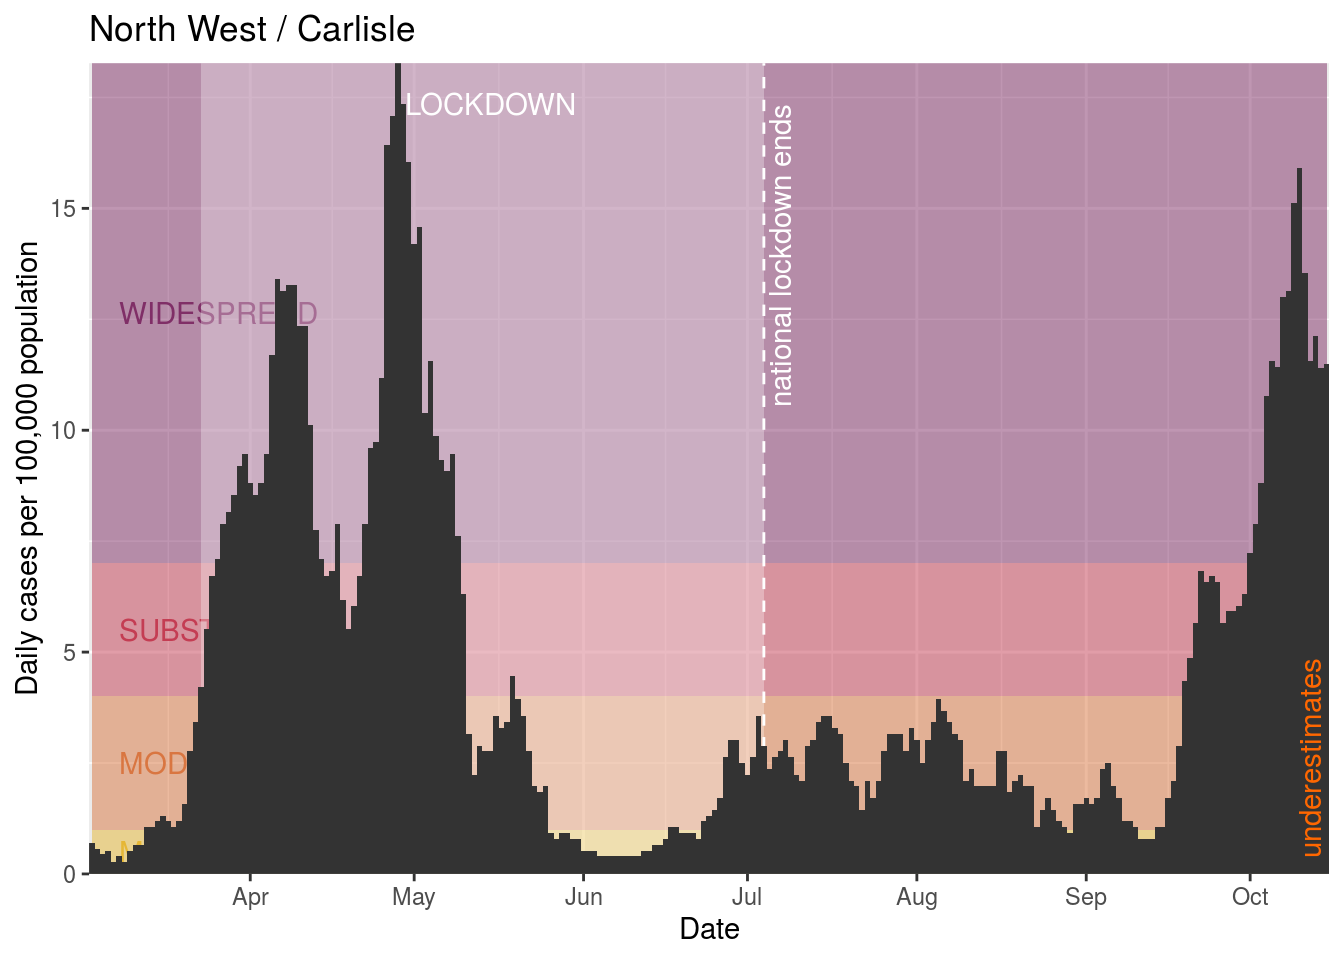 North West / Carlisle
Daily cases per 100,000 population
15
10
5
0
LOCKDOWN
national lockdown ends
underestimates
Apr
May
Jun
Jul
Aug
Sep
Oct
Date